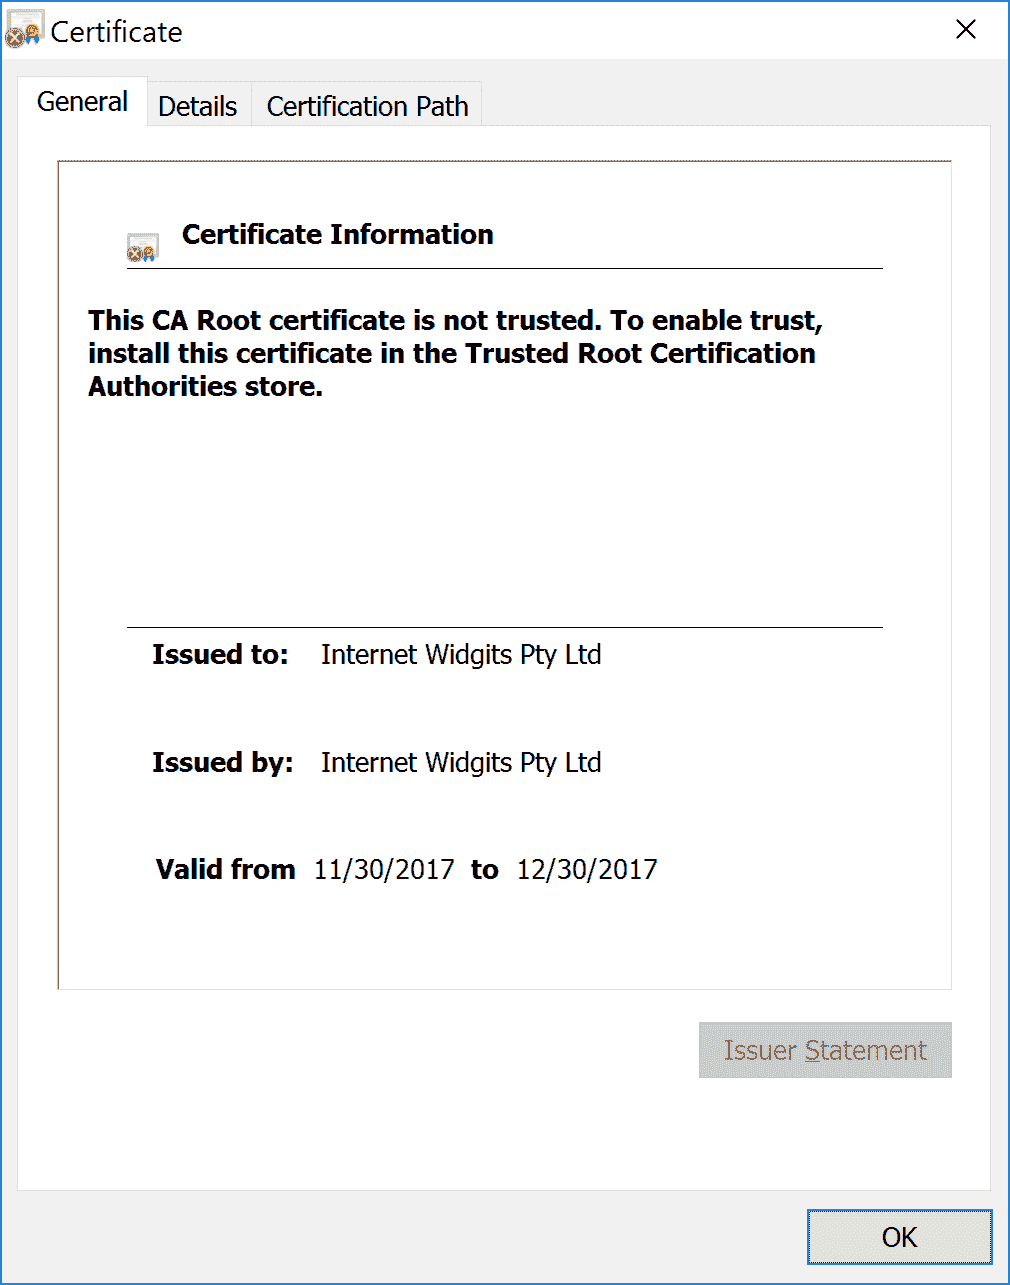 Certificate
General Details Certification Path
Certificate Information
This CA Root certificate is not trusted. To enable trust,
install this certificate in the Trusted Root Certification
Authorities store.
Issued to: Internet Widgits Pty Ltd
Issued by: Internet Widgits Pty Ltd
Valid from 11/30/2017 to 12/30/2017
Issuer Statement
OK